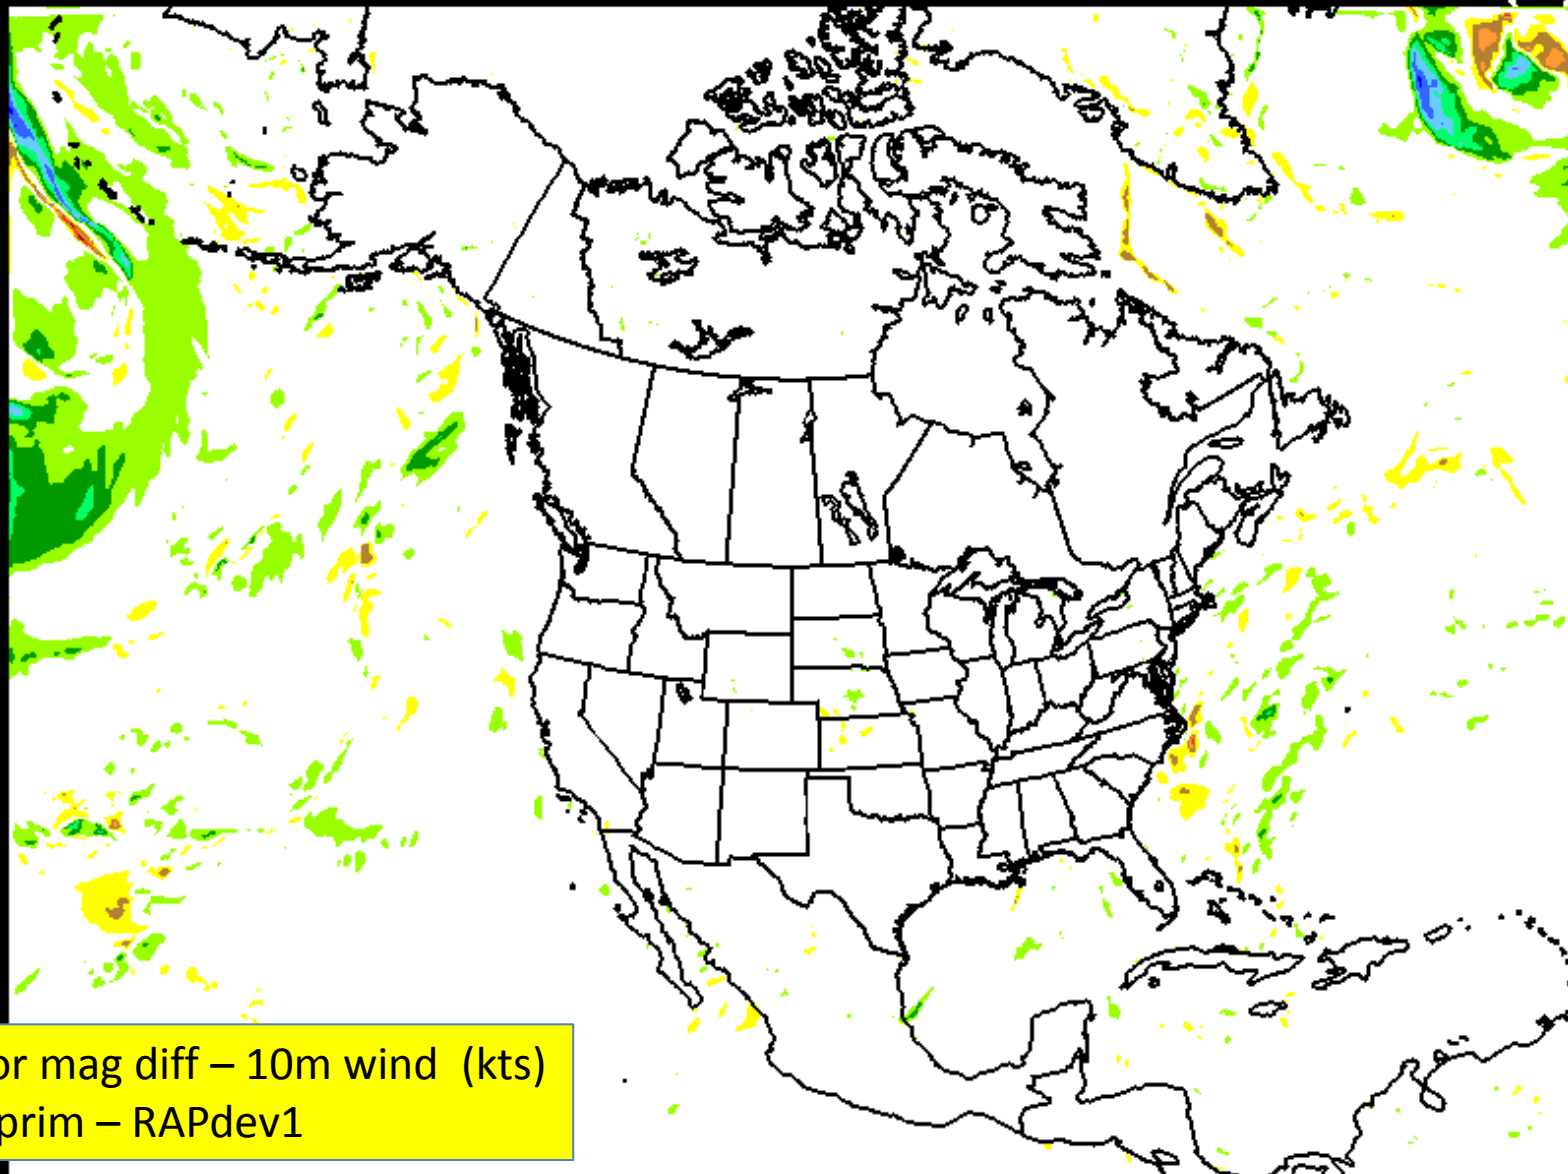 or mag diff – 10m wind (kts)
prim – RAPdev1